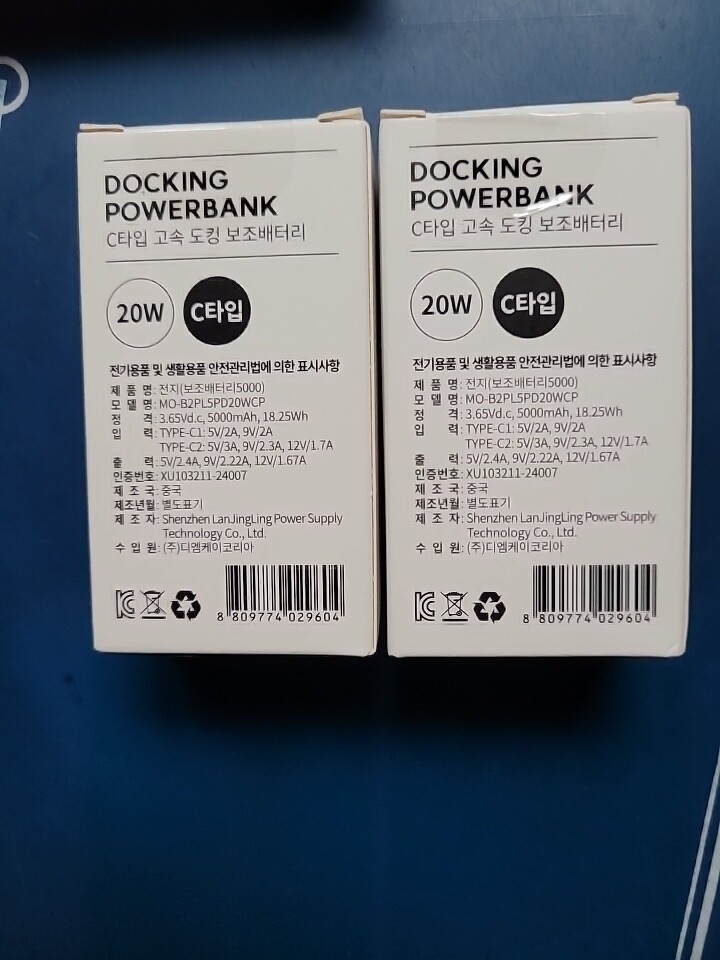 DOCKING
POWERBANK
C타입 고속 도킹 보조배터리
20W C타입
전기용품 및 생활용품 안전관리법에 의한 표시사항
제 품 명: 전지(보조배터리5000)
모 델 명: MO-B2PL5PD20WCP
정 격: 3.65Vd.c, 5000mAh, 18.25Wh
입 력: TYPE-C1: 5V/2A, 9V/2A
TYPE-C2: 5V/3A, 9V/2.3A, 12V/1.7A
출 력: 5V/2.4A, 9V/2.22A, 12V/1.67A
인증번호: XU103211-24007
제 조 국: 중국
제조년월: 별도표기
제 조 자: Shenzhen LanJingLing Power Supply
Technology Co., Ltd.
수 입 원: (주)디엠케이코리아
8 809774 029604
DOCKING
POWERBANK
C타입 고속 도킹 보조배터리
20W C타입
전기용품 및 생활용품 안전관리법에 의한 표시사항
제 품 명: 전지(보조배터리5000)
모 델 명: MO-B2PL5PD20WCP
정 격: 3.65Vd.c, 5000mAh, 18.25Wh
입 력: TYPE-C1: 5V/2A, 9V/2A
TYPE-C2: 5V/3A, 9V/2.3A, 12V/1.7A
출 력: 5V/2.4A, 9V/2.22A, 12V/1.67A
인증번호: XU103211-24007
제 조 국: 중국
제조년월: 별도표기
제 조 자: Shenzhen LanJingLing Power Supply
Technology Co., Ltd.
수 입 원: (주)디엠케이코리아
8 809774 029604